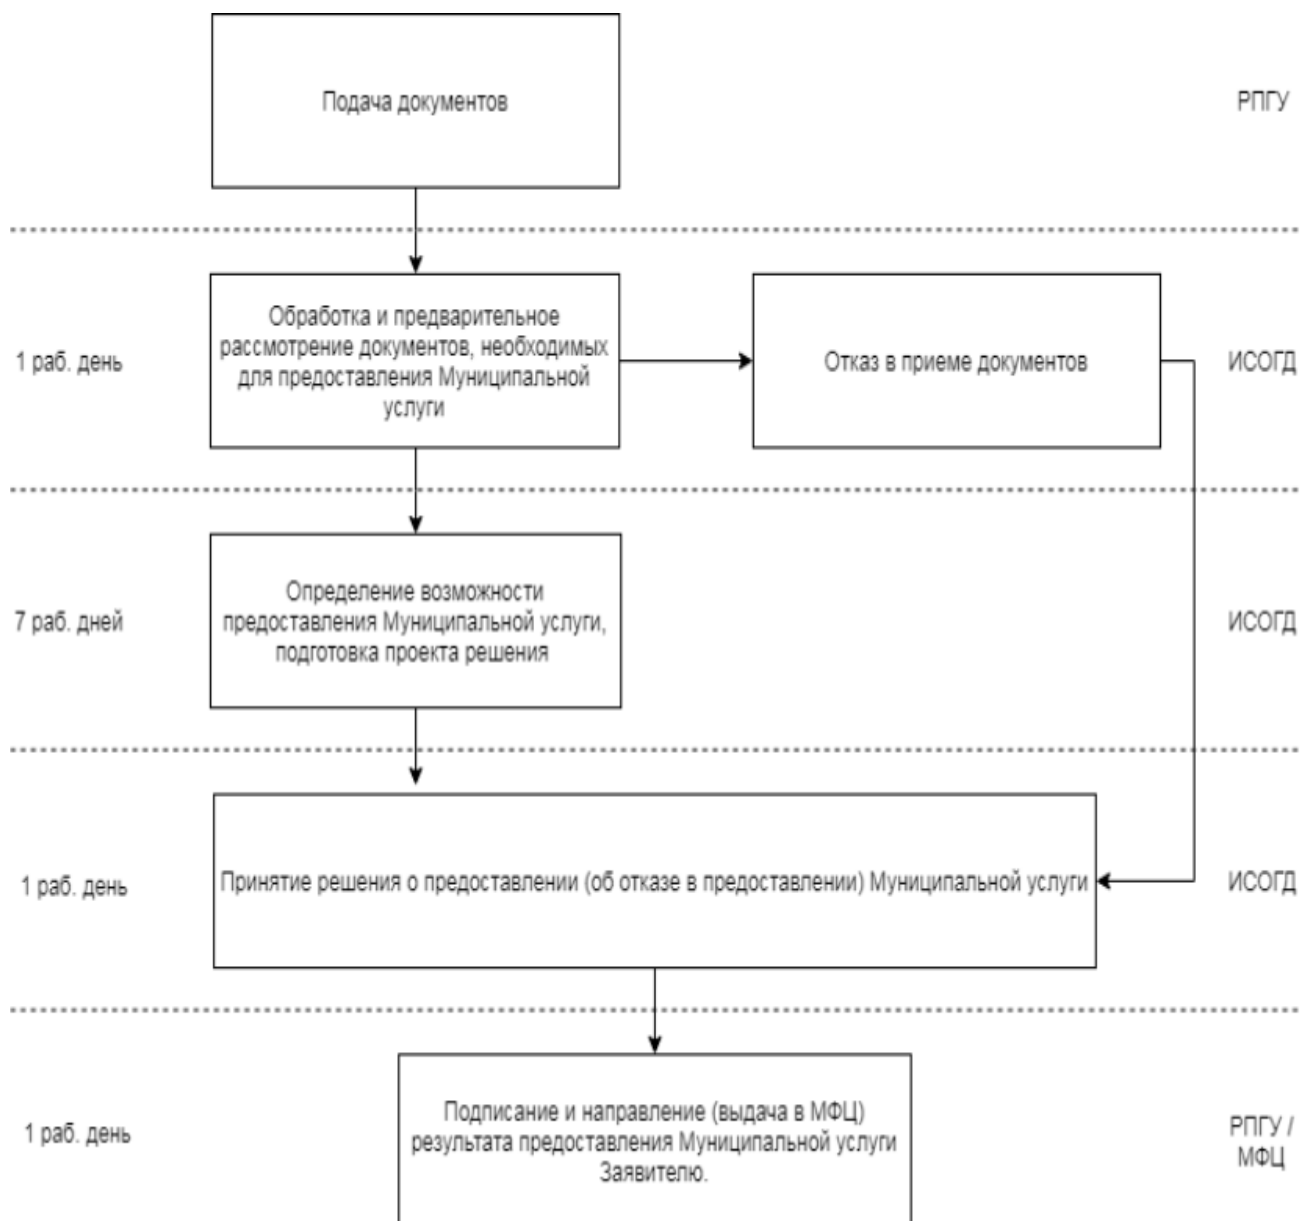 Подача документов
РПГУ
1 раб. день
Обработка и предварительное
рассмотрение документов, необходимых
для предоставления Муниципальной
услуги
Отказ в приеме документов
ИСОГД
7 раб. дней
Определение возможности
предоставления Муниципальной услуги,
подготовка проекта решения
ИСОГД
1 раб. день
Принятие решения о предоставлении (об отказе в предоставлении) Муниципальной услуги
ИСОГД
1 раб. день
Подписание и направление (выдача в МФЦ)
результата предоставления Муниципальной услуги
Заявителю.
РПГУ /
МФЦ